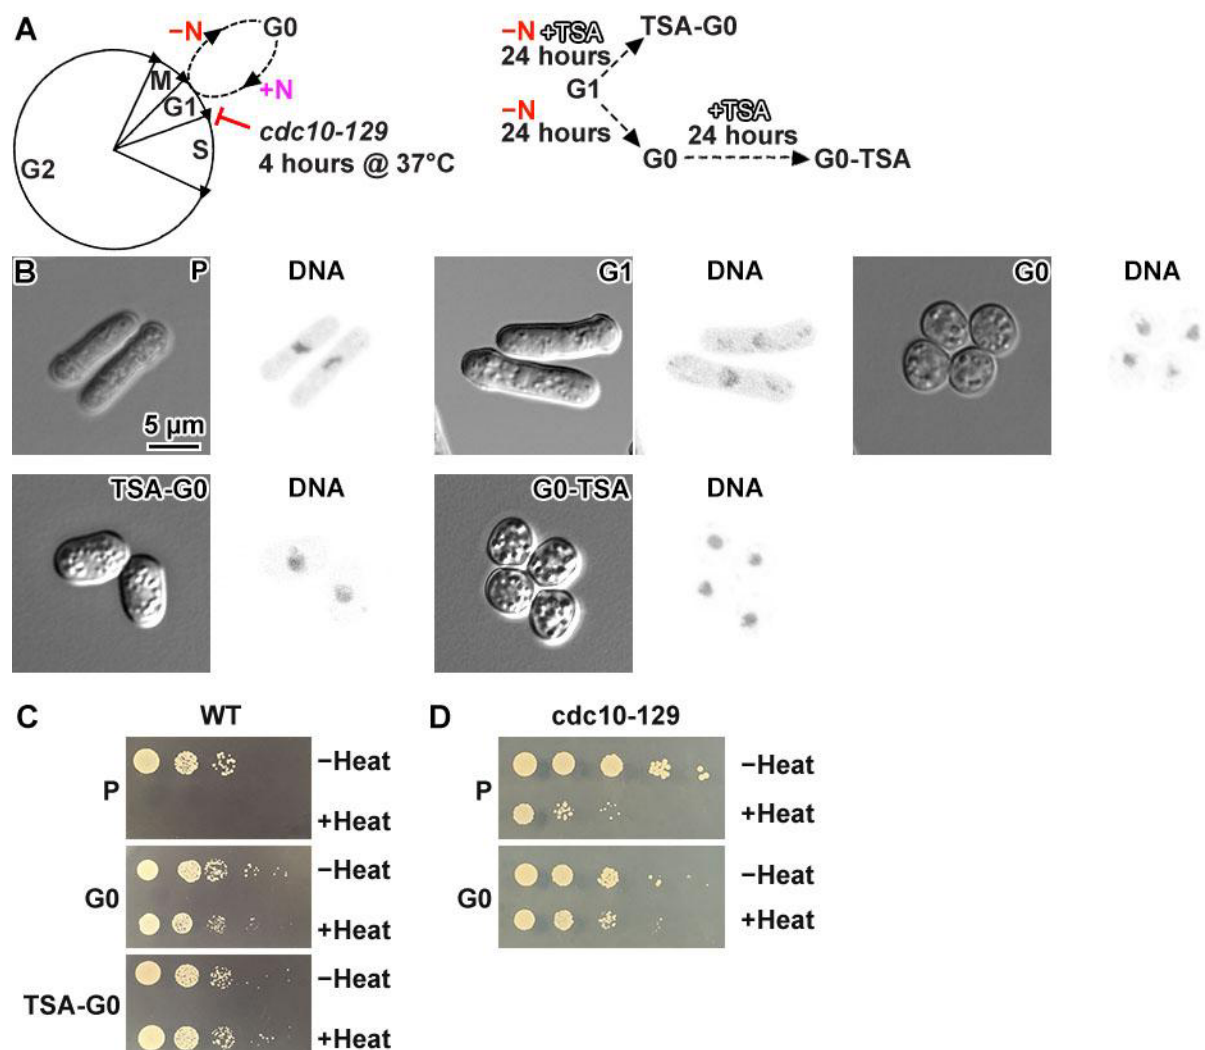 A
−N
G0
M
G1
+N
S
G2
cdc10-129
4 hours @ 37°C
−N +TSA
24 hours
TSA-G0
G1
−N
24 hours
+TSA
24 hours
G0
G0-TSA
B
P
DNA
5 µm
G1
DNA
G0
DNA
TSA-G0
DNA
G0-TSA
DNA
C
WT
P
−Heat
+Heat
G0
−Heat
+Heat
TSA-G0
−Heat
+Heat
D
cdc10-129
P
−Heat
+Heat
G0
−Heat
+Heat